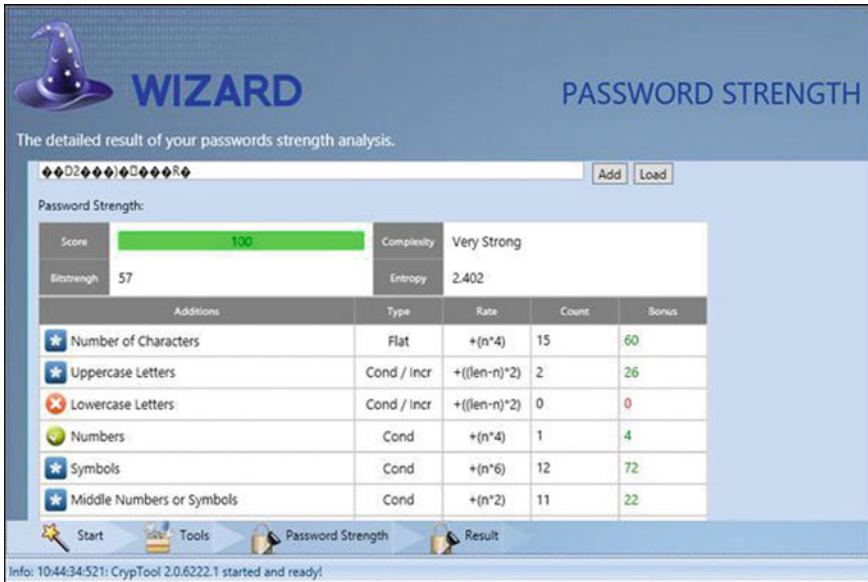 WIZARD
PASSWORD STRENGTH
The detailed result of your passwords strength analysis.
��D2���)�▯���R�
Add Load
Password Strength:
Score 100 Complexity Very Strong
Bitstrengh 57 Entropy 2.402
Additions Type Rate Count Bonus
Number of Characters Flat +(n*4) 15 60
Uppercase Letters Cond / Incr +((len-n)*2) 2 26
Lowercase Letters Cond / Incr +((len-n)*2) 0 0
Numbers Cond +(n*4) 1 4
Symbols Cond +(n*6) 12 72
Middle Numbers or Symbols Cond +(n*2) 11 22
Start Tools Password Strength Result
Info: 10:44:34:521: CrypTool 2.0.6222.1 started and ready!